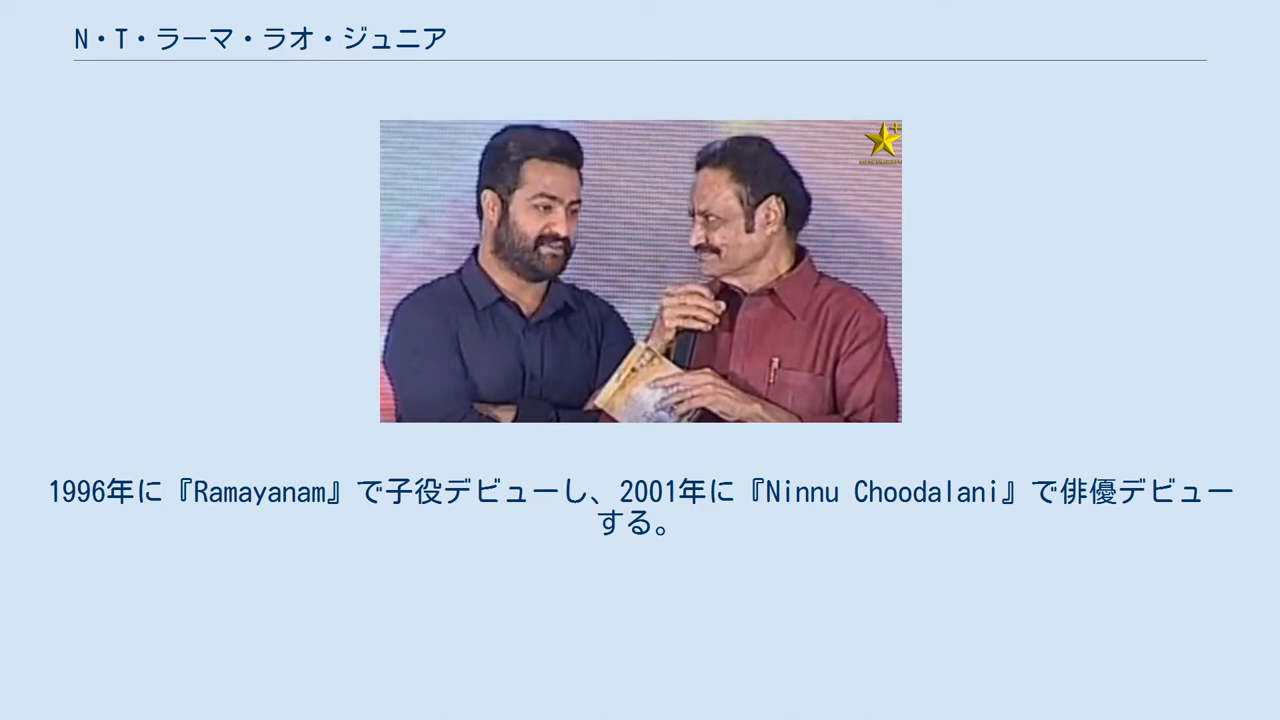 N・T・ラーマ・ラオ・ジュニア
1996年に『Ramayanam』で子役デビューし、2001年に『Ninnu Choodalani』で俳優デビュー
する。